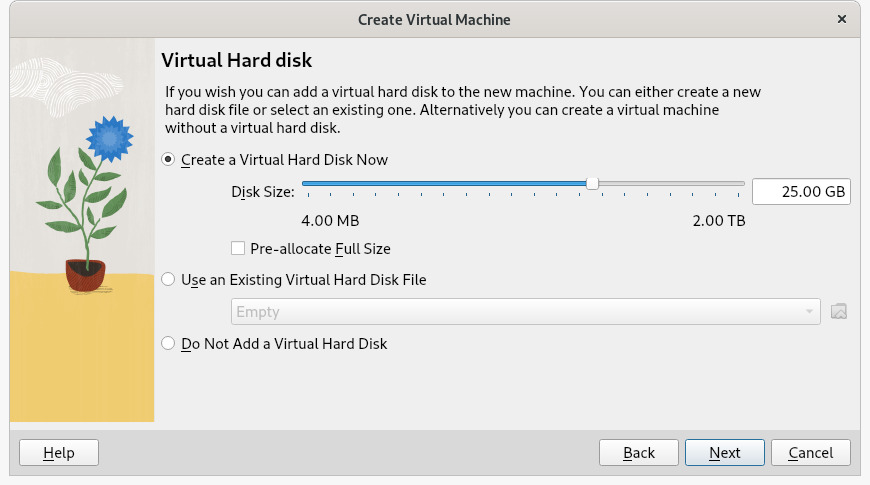 Create Virtual Machine
×
Virtual Hard disk
If you wish you can add a virtual hard disk to the new machine. You can either create a new
hard disk file or select an existing one. Alternatively you can create a virtual machine
without a virtual hard disk.
Create a Virtual Hard Disk Now
Disk Size: 25.00 GB
4.00 MB 2.00 TB
Pre-allocate Full Size
Use an Existing Virtual Hard Disk File
Empty
Do Not Add a Virtual Hard Disk
Help Back Next Cancel